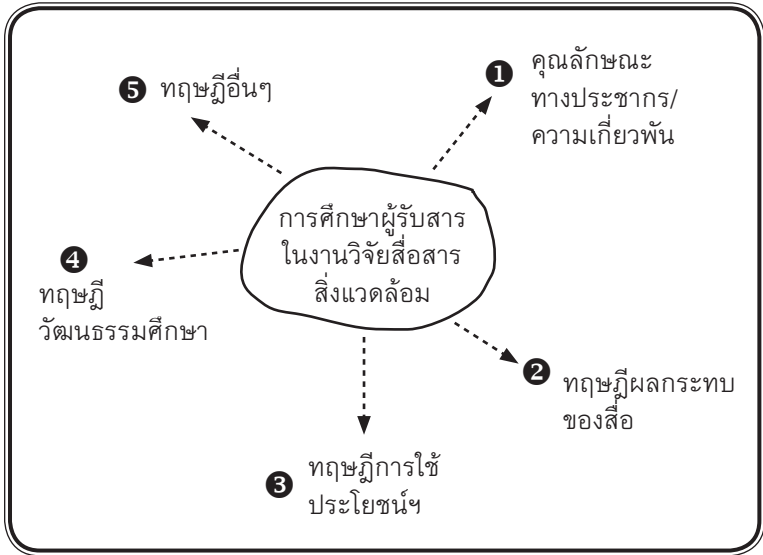 การศึกษาผู้รับสาร
ในงานวิจัยสื่อสาร
สิ่งแวดล้อม
❶ คุณลักษณะ
ทางประชากร/
ความเกี่ยวพัน
❷ ทฤษฎีผลกระทบ
ของสื่อ
❸ ทฤษฎีการใช้
ประโยชน์ฯ
❹
ทฤษฎี
วัฒนธรรมศึกษา
❺ ทฤษฎีอื่นๆ